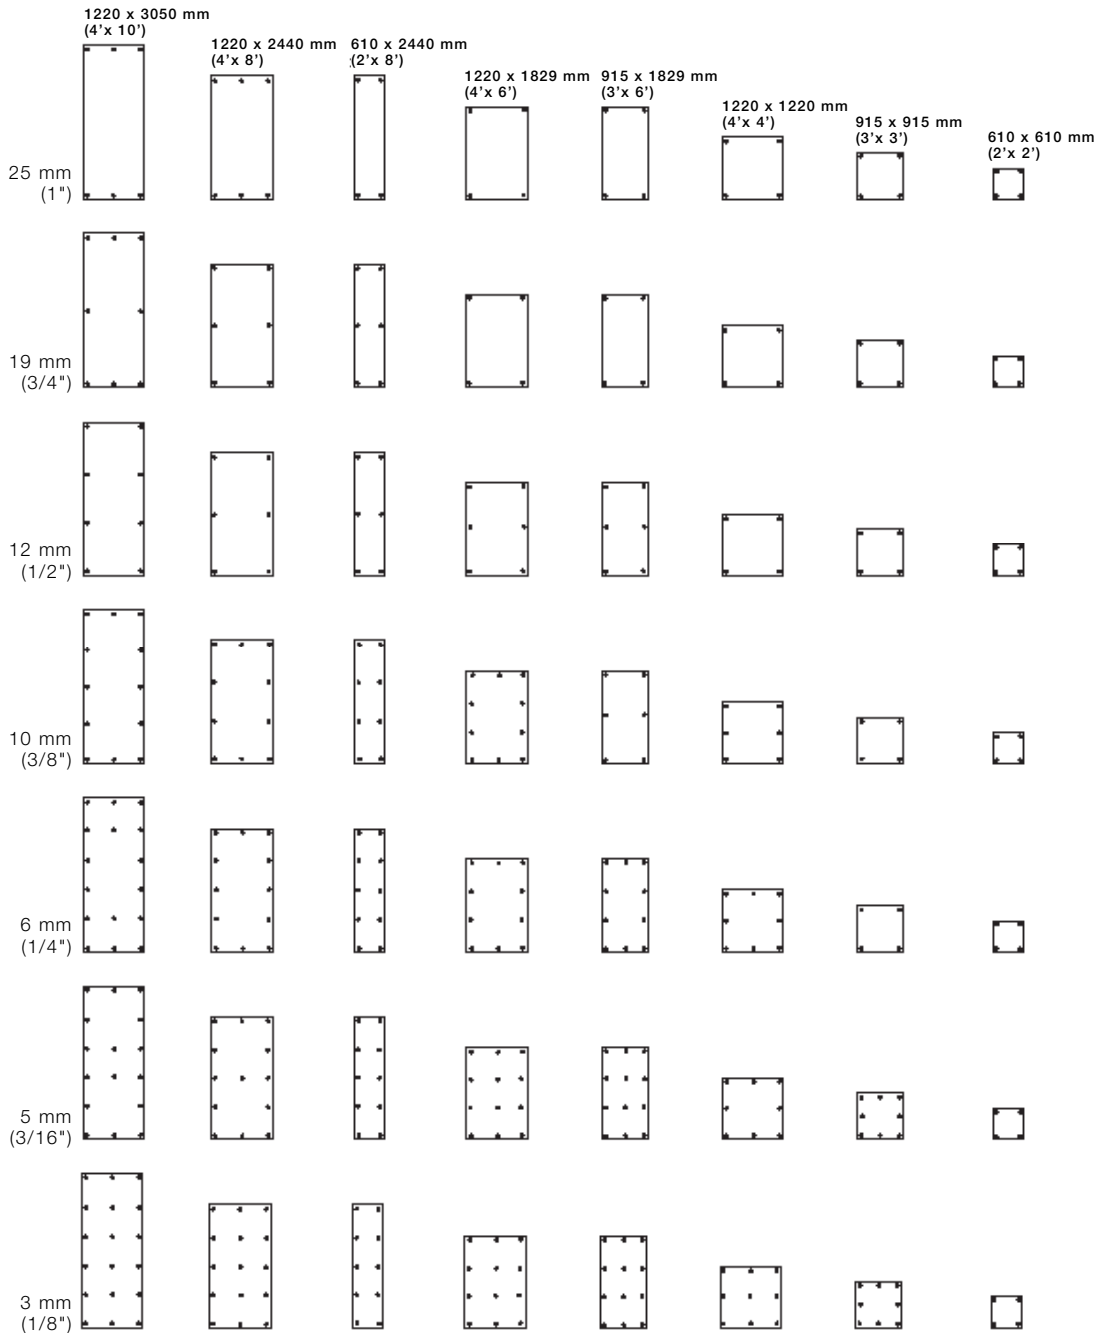 1220 x 3050 mm
(4'x 10')
1220 x 2440 mm
(4'x 8')
610 x 2440 mm
(2'x 8')
1220 x 1829 mm
(4'x 6')
915 x 1829 mm
(3'x 6')
1220 x 1220 mm
(4'x 4')
915 x 915 mm
(3'x 3')
610 x 610 mm
(2'x 2')
25 mm
(1")
19 mm
(3/4")
12 mm
(1/2")
10 mm
(3/8")
6 mm
(1/4")
5 mm
(3/16")
3 mm
(1/8")